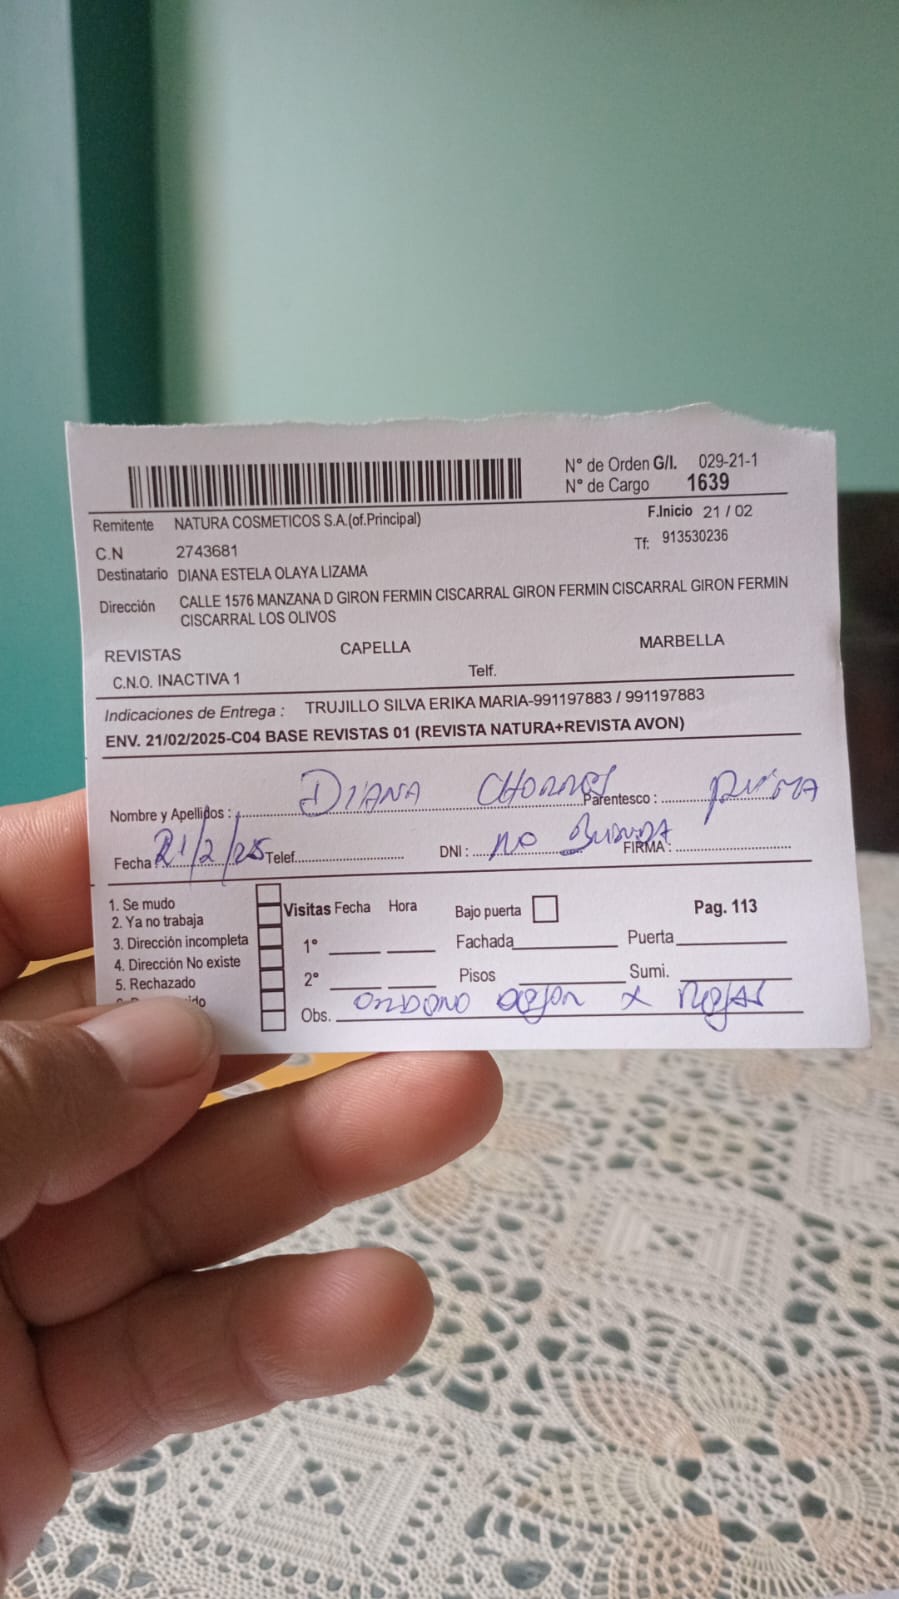 N° de Orden G/I. 029-21-1
N° de Cargo 1639
Remitente NATURA COSMETICOS S.A.(of.Principal)
F.Inicio 21 / 02
C.N 2743681
Tf: 913530236
Destinatario DIANA ESTELA OLAYA LIZAMA
Dirección CALLE 1576 MANZANA D GIRON FERMIN CISCARRAL GIRON FERMIN CISCARRAL GIRON FERMIN
CISCARRAL LOS OLIVOS
REVISTAS CAPELLA MARBELLA
C.N.O. INACTIVA 1 Telf.
Indicaciones de Entrega : TRUJILLO SILVA ERIKA MARIA-991197883 / 991197883
ENV. 21/02/2025-C04 BASE REVISTAS 01 (REVISTA NATURA+REVISTA AVON)
Nombre y Apellidos : DIANA Parentesco :
Fecha 21/2/25 Telef. DNI : NO FIRMA :
1. Se mudo
2. Ya no trabaja
3. Dirección incompleta
4. Dirección No existe
5. Rechazado
Visitas Fecha Hora Bajo puerta Pag. 113
1° Fachada Puerta
2° Pisos Sumi.
Obs. x REJAS